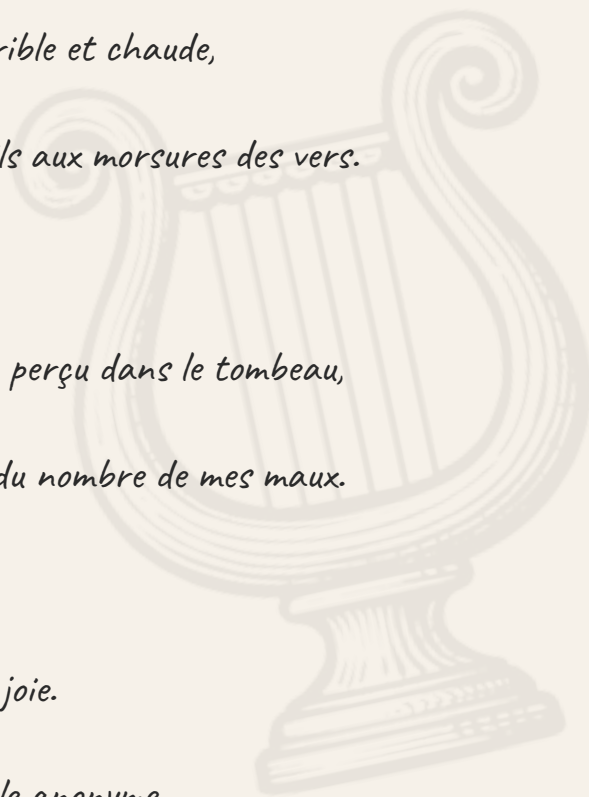 rible et chaude,
ls aux morsures des vers.
perçu dans le tombeau,
du nombre de mes maux.
joie.